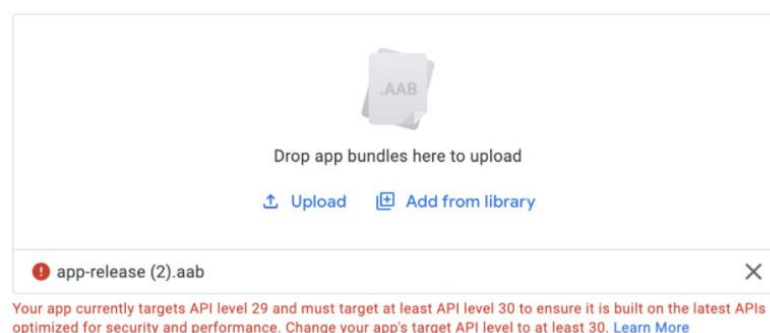 .AAB
Drop app bundles here to upload
Upload Add from library
app-release (2).aab
Your app currently targets API level 29 and must target at least API level 30 to ensure it is built on the latest APIs
optimized for security and performance. Change your app's target API level to at least 30. Learn More